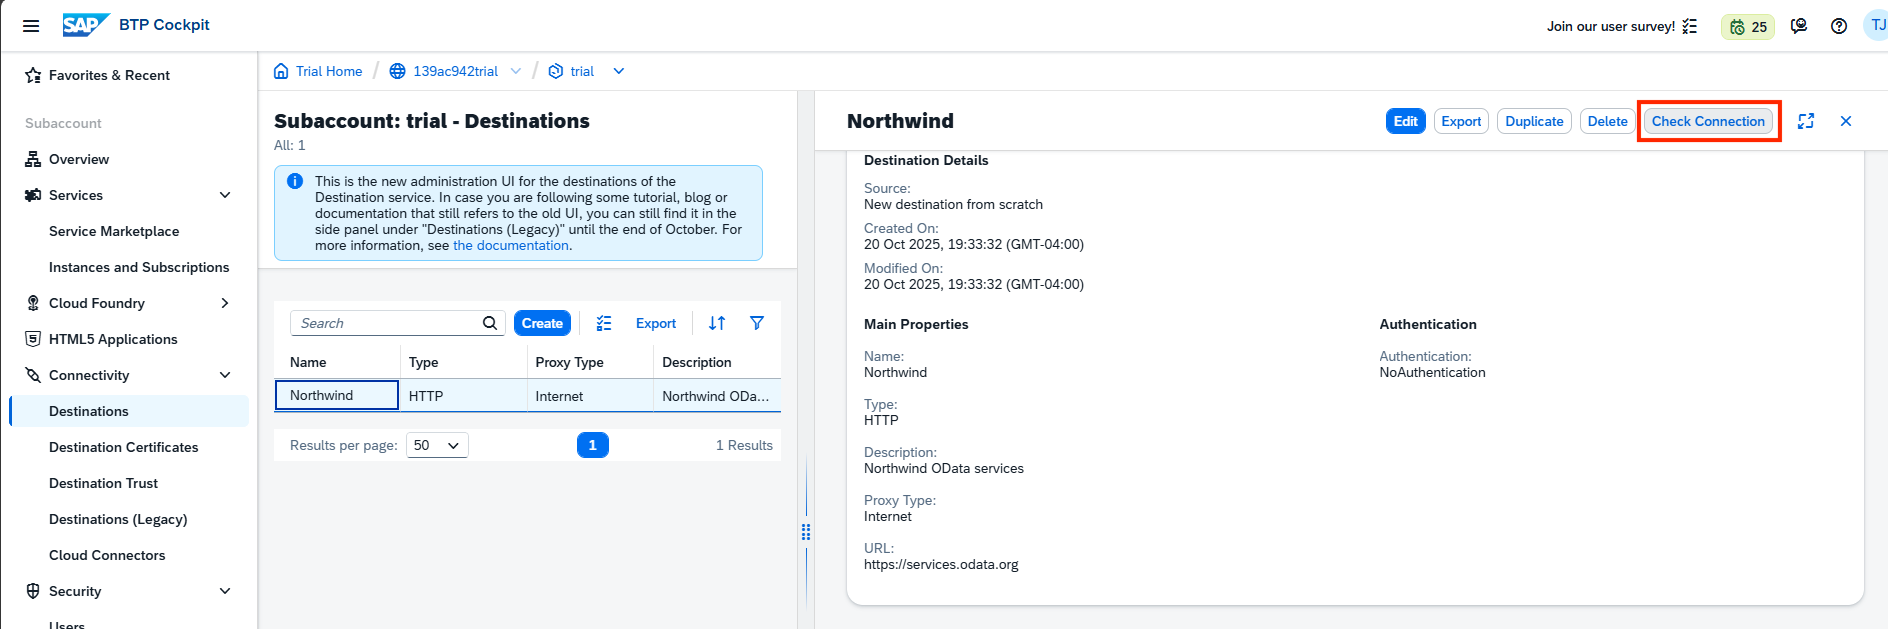 SAP BTP Cockpit
Join our user survey!
25
TJ
Favorites & Recent
Subaccount
Overview
Services
Service Marketplace
Instances and Subscriptions
Cloud Foundry
HTML5 Applications
Connectivity
Destinations
Destination Certificates
Destination Trust
Destinations (Legacy)
Cloud Connectors
Security
Users
Trial Home / 139ac942trial / trial
Subaccount: trial - Destinations
All: 1
This is the new administration UI for the destinations of the
Destination service. In case you are following some tutorial, blog or
documentation that still refers to the old UI, you can still find it in the
side panel under "Destinations (Legacy)" until the end of October. For
more information, see the documentation.
Search
Create
Export
Name Type Proxy Type Description
Northwind HTTP Internet Northwind ODa...
Results per page: 50 1 1 Results
Northwind
Edit Export Duplicate Delete Check Connection
Destination Details
Source:
New destination from scratch
Created On:
20 Oct 2025, 19:33:32 (GMT-04:00)
Modified On:
20 Oct 2025, 19:33:32 (GMT-04:00)
Main Properties
Name:
Northwind
Type:
HTTP
Description:
Northwind OData services
Proxy Type:
Internet
URL:
https://services.odata.org
Authentication
Authentication:
NoAuthentication